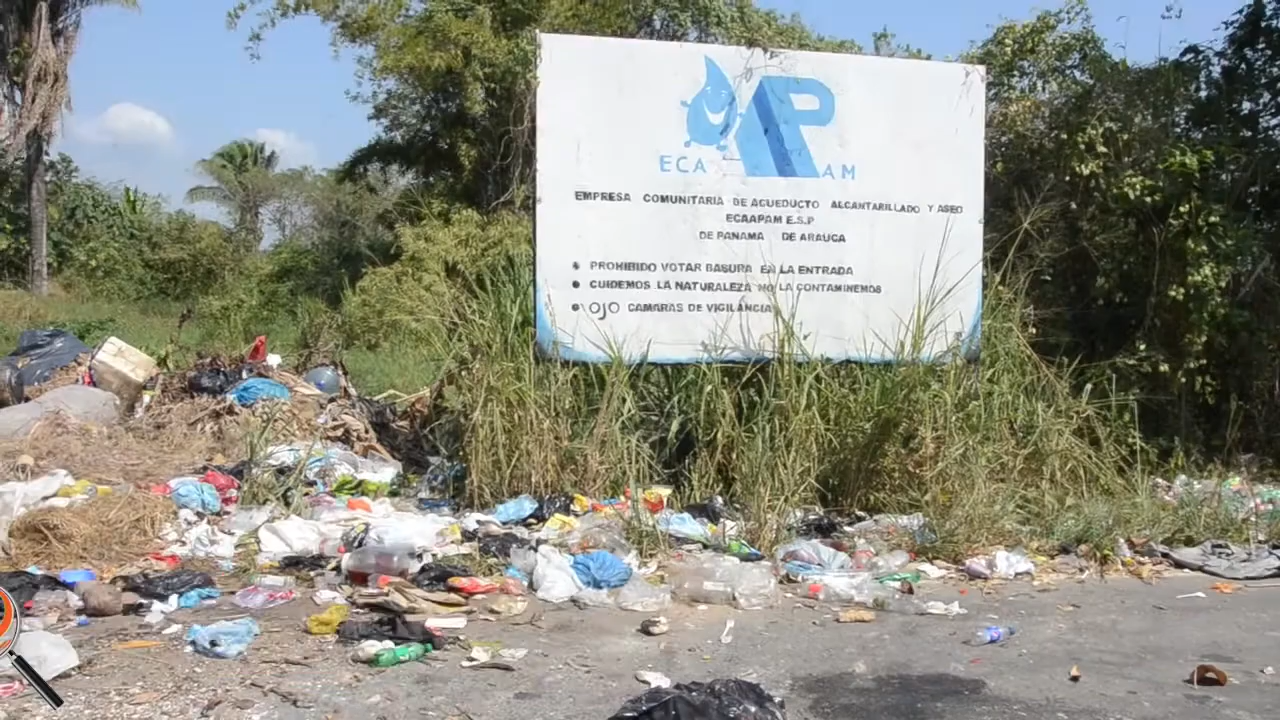 ECA AP AM
EMPRESA COMUNITARIA DE ACUEDUCTO ALCANTARILLADO Y ASEO
ECAAPAM E.S.P
DE PANAMA DE ARAUCA
• PROHIBIDO VOTAR BASURA EN LA ENTRADA
• CUIDEMOS LA NATURALEZA NO LA CONTAMINEMOS
• OJO CAMARAS DE VIGILANCIA